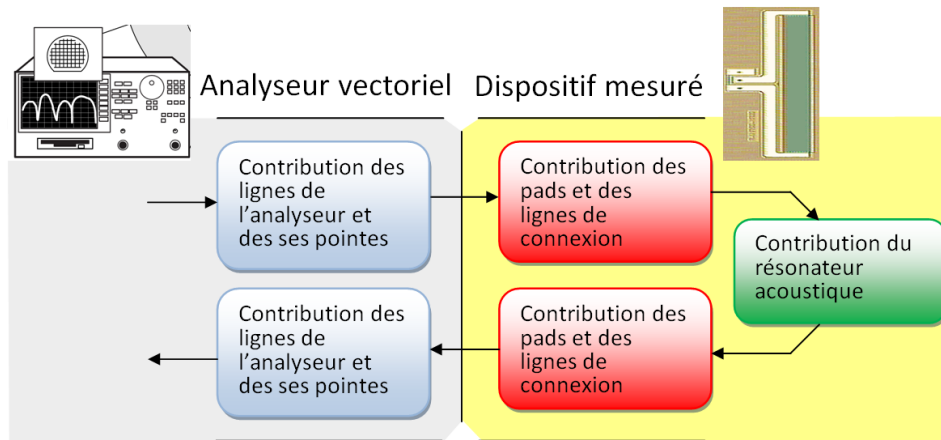 Analyseur vectoriel
Dispositif mesuré
Contribution des
lignes de
l'analyseur et
des ses pointes
Contribution des
pads et des
lignes de
connexion
Contribution du
résonateur
acoustique
Contribution des
lignes de
l'analyseur et
des ses pointes
Contribution des
pads et des
lignes de
connexion